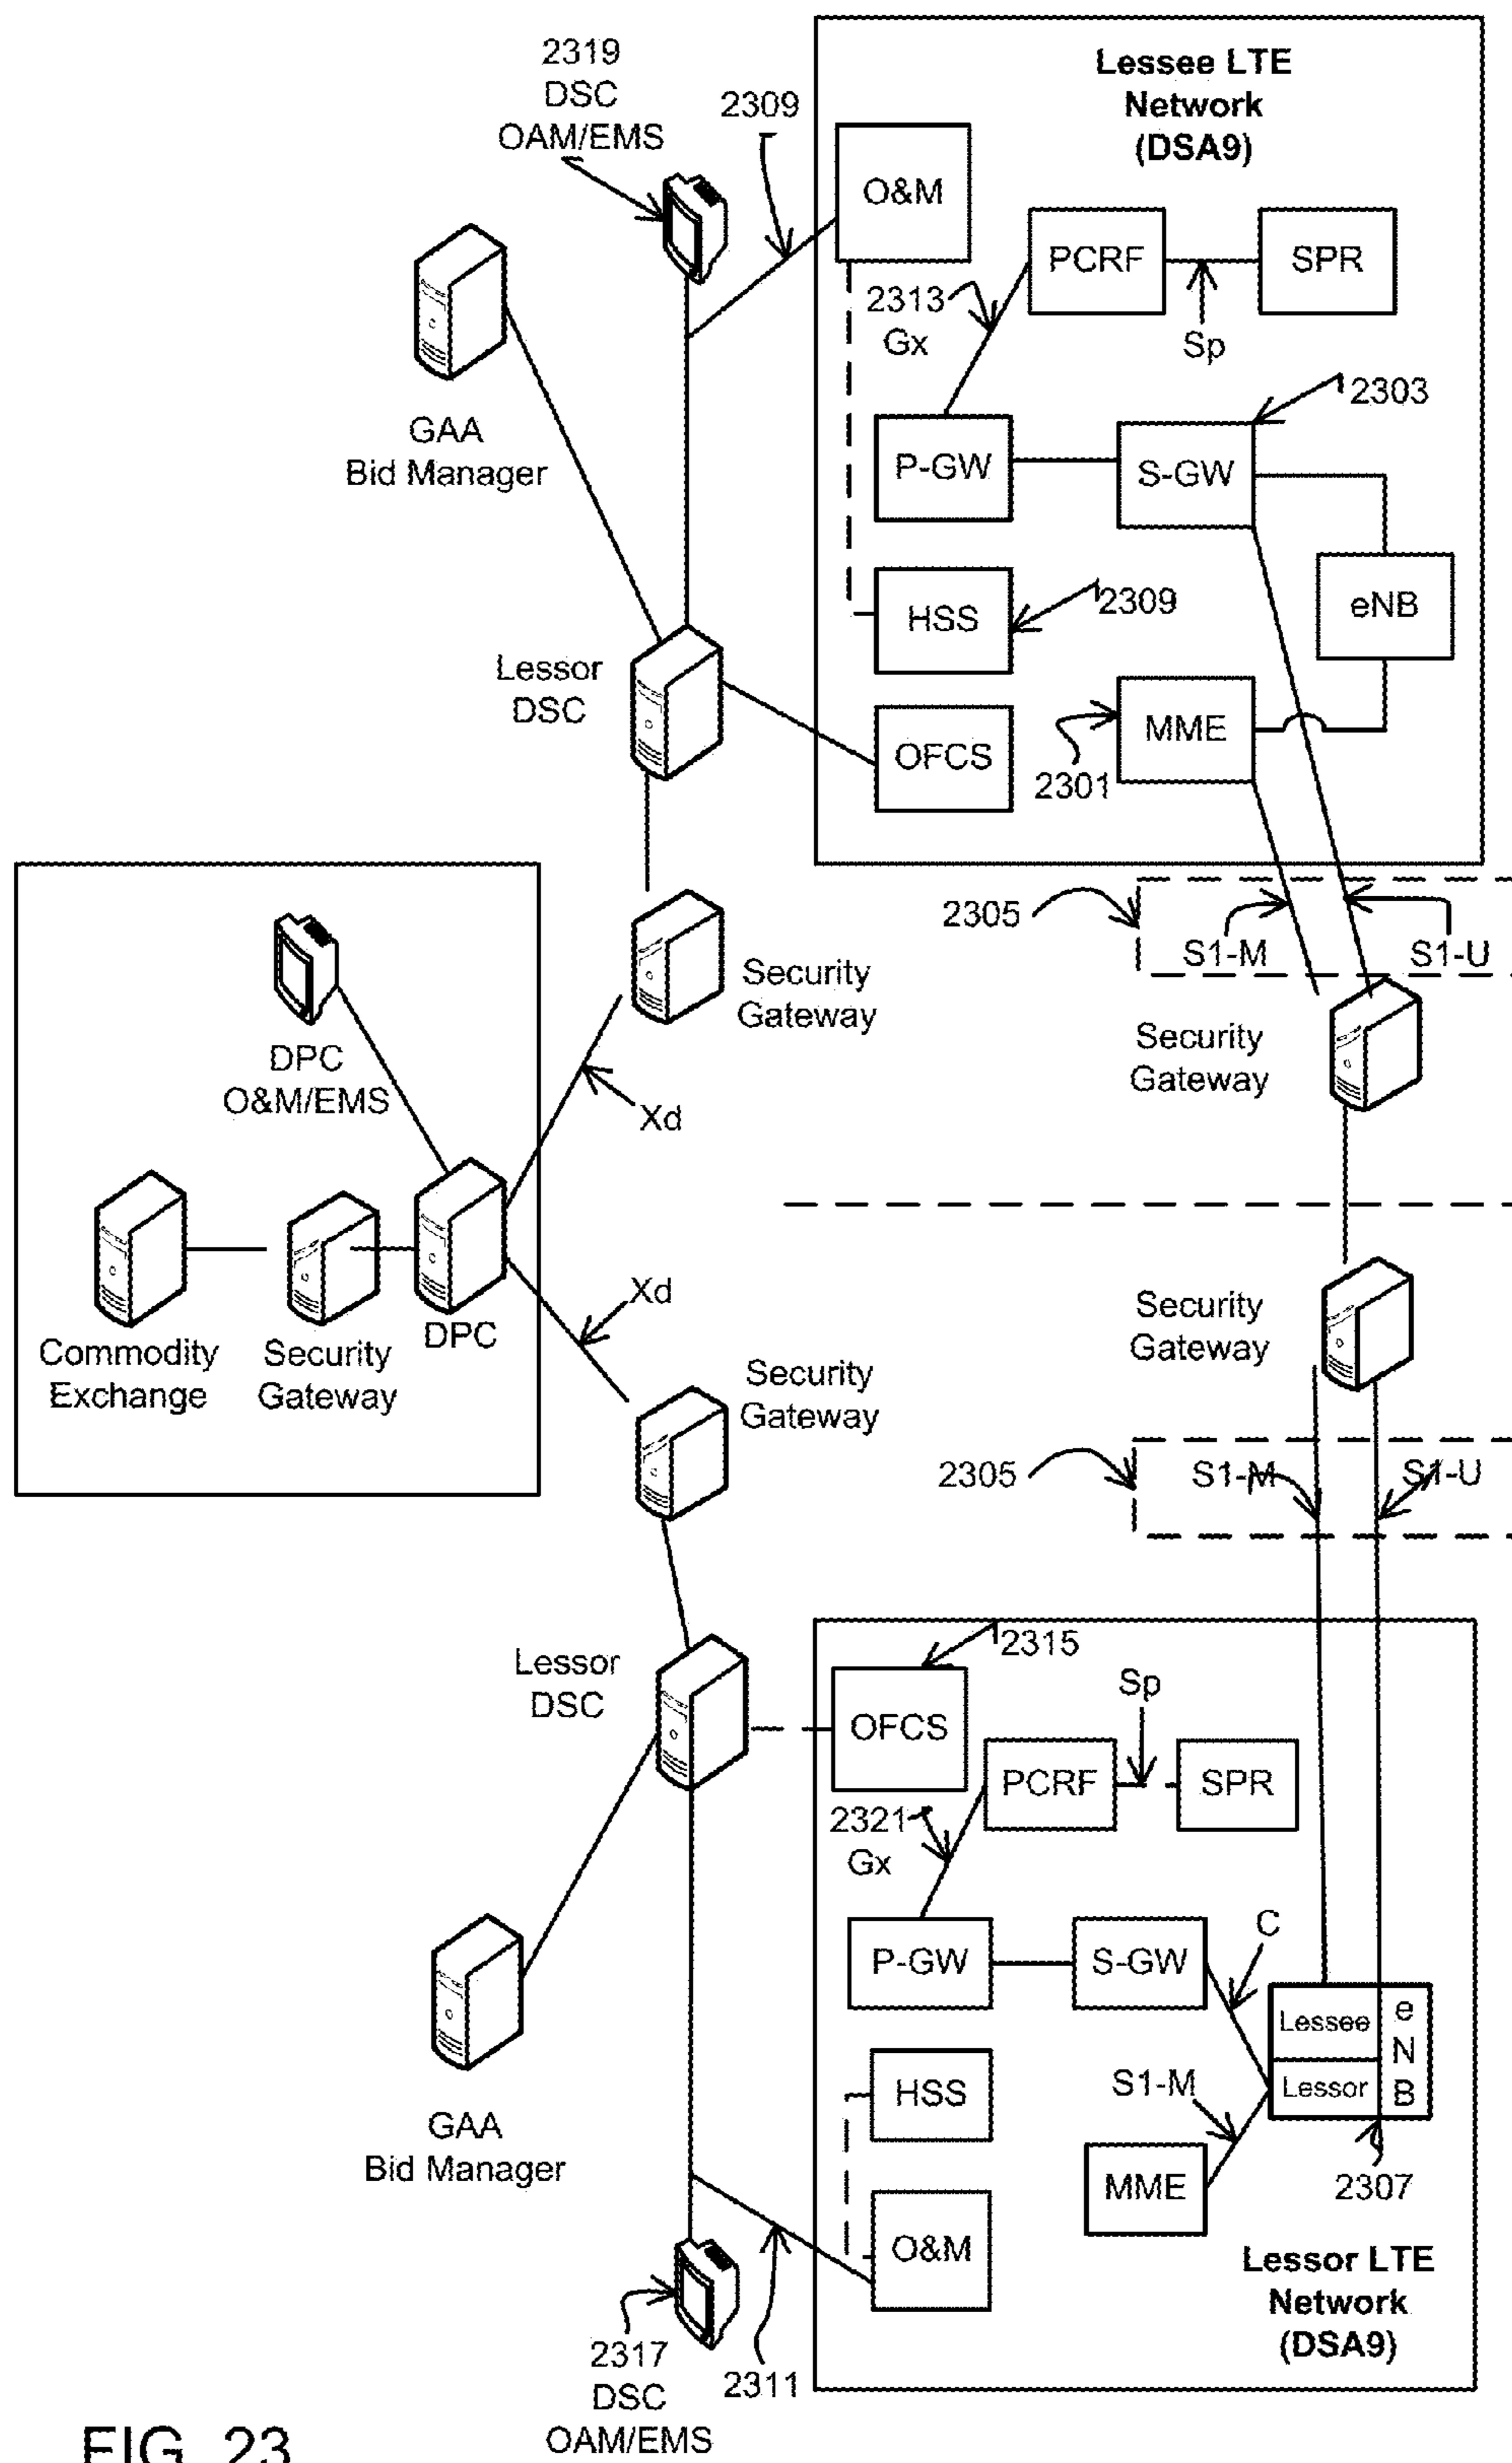 2319
DSC
OAM/EMS
2309
Lessee LTE
Network
(DSA9)
O&M
PCRF
SPR
2313
Gx
Sp
GAA
Bid Manager
P-GW
S-GW
2303
HSS
2309
eNB
Lessor
DSC
OFCS
MME
2301
2305
S1-M
S1-U
Security
Gateway
Security
Gateway
DPC
O&M/EMS
Xd
Commodity
Exchange
Security
Gateway
DPC
Xd
Security
Gateway
Security
Gateway
2305
S1-M
S1-U
Lessor
DSC
2315
OFCS
Sp
PCRF
SPR
2321
Gx
P-GW
S-GW
C
Lessee
Lessor
e
N
B
HSS
S1-M
MME
2307
GAA
Bid Manager
O&M
Lessor LTE
Network
(DSA9)
2317
DSC
OAM/EMS
2311
FIG. 23